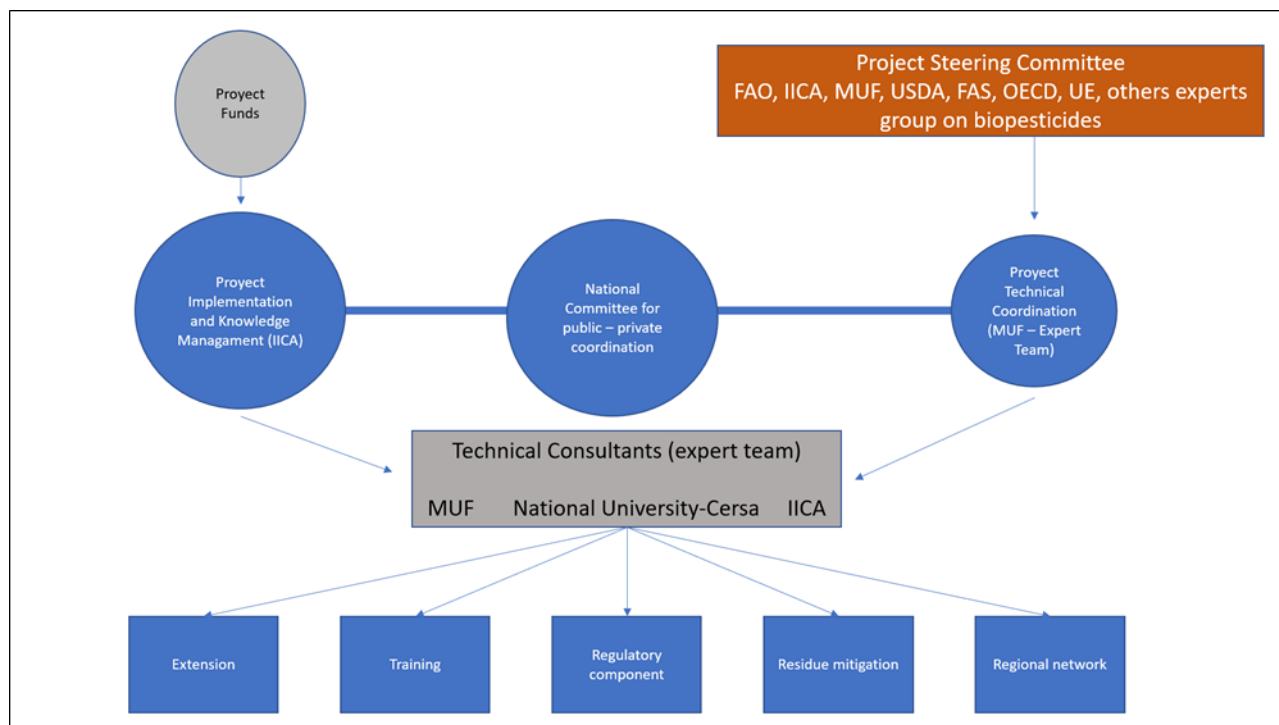 Proyect
Funds
Project Steering Committee
FAO, IICA, MUF, USDA, FAS, OECD, UE, others experts
group on biopesticides
Proyect
Implementation
and Knowledge
Managament (IICA)
National
Committee for
public – private
coordination
Proyect
Technical
Coordination
(MUF – Expert
Team)
Technical Consultants (expert team)
MUF National University-Cersa IICA
Extension
Training
Regulatory
component
Residue mitigation
Regional network